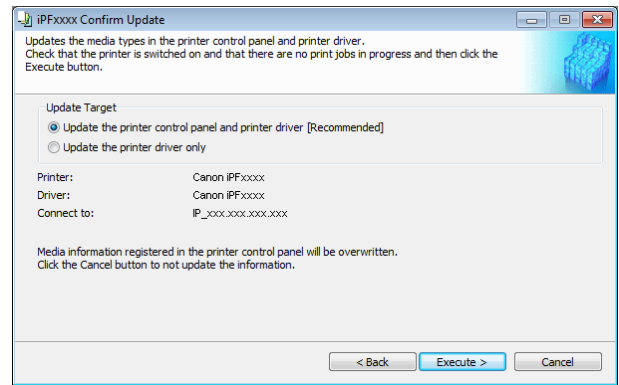 iPFxxxx Confirm Update
Updates the media types in the printer control panel and printer driver.
Check that the printer is switched on and that there are no print jobs in progress and then click the
Execute button.
Update Target
Update the printer control panel and printer driver [Recommended]
Update the printer driver only
Printer: Canon iPFxxxx
Driver: Canon iPFxxxx
Connect to: IP_xxx.xxx.xxx.xxx
Media information registered in the printer control panel will be overwritten.
Click the Cancel button to not update the information.
< Back Execute > Cancel